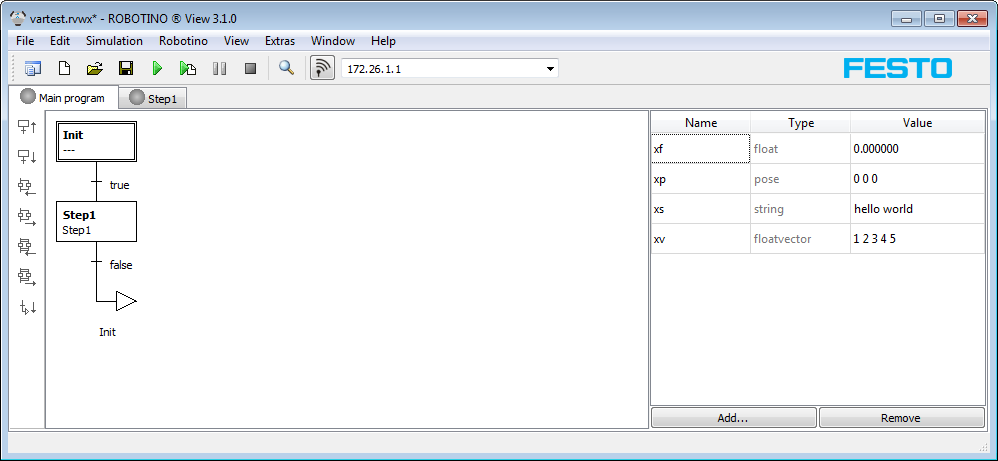 vartest.rvwx* - ROBOTINO ® View 3.1.0
File Edit Simulation Robotino View Extras Window Help
172.26.1.1
FESTO
Main program Step1
Init
---
true
Step1
Step1
false
Init
Name Type Value
xf float 0.000000
xp pose 0 0 0
xs string hello world
xv floatvector 1 2 3 4 5
Add... Remove